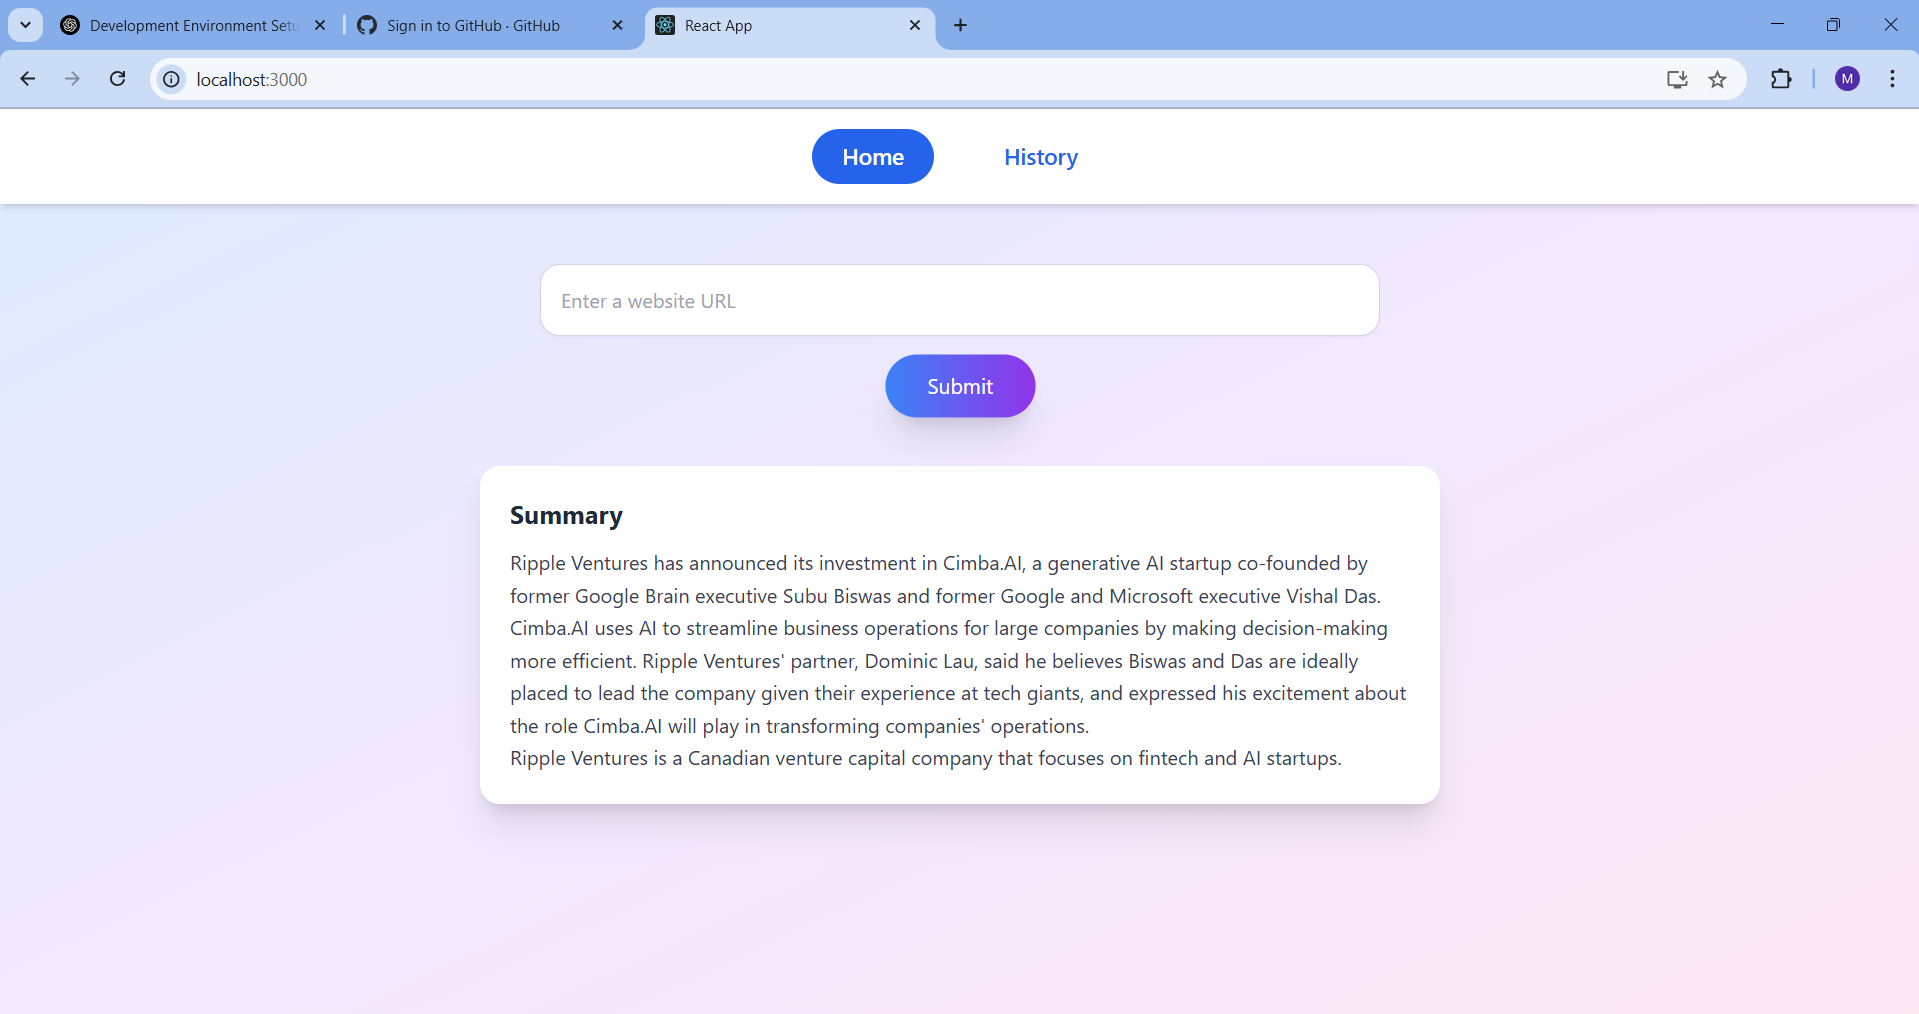 Development Environment Setu
Sign in to GitHub · GitHub
React App
localhost:3000
M
Home
History
Enter a website URL
Submit
Summary
Ripple Ventures has announced its investment in Cimba.AI, a generative AI startup co-founded by
former Google Brain executive Subu Biswas and former Google and Microsoft executive Vishal Das.
Cimba.AI uses AI to streamline business operations for large companies by making decision-making
more efficient. Ripple Ventures' partner, Dominic Lau, said he believes Biswas and Das are ideally
placed to lead the company given their experience at tech giants, and expressed his excitement about
the role Cimba.AI will play in transforming companies' operations.
Ripple Ventures is a Canadian venture capital company that focuses on fintech and AI startups.